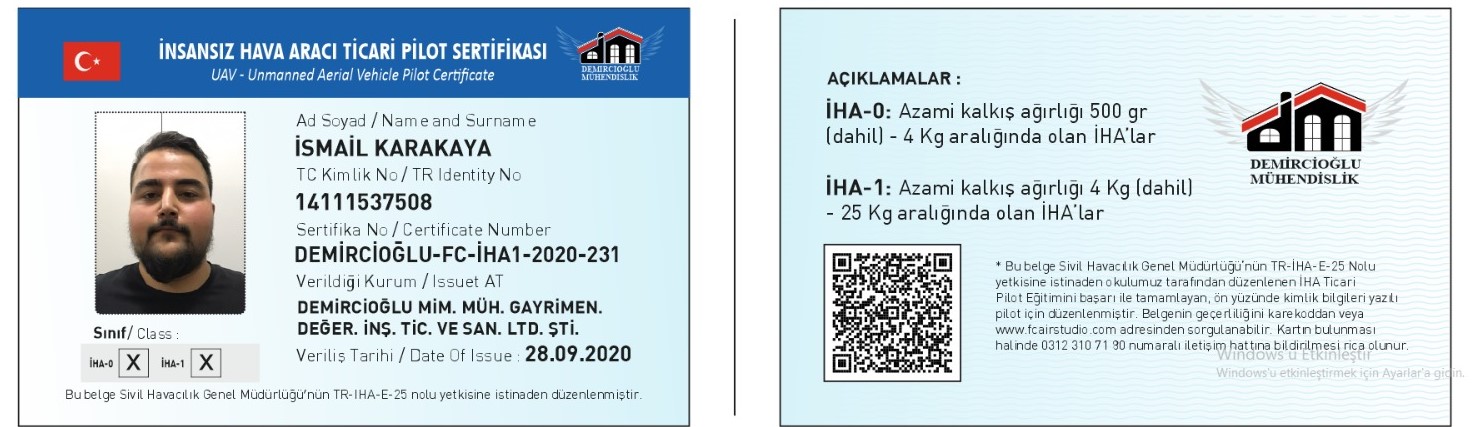 İNSANSIZ HAVA ARACI TİCARİ PİLOT SERTİFİKASI
UAV - Unmanned Aerial Vehicle Pilot Certificate
DEMİRCİOĞLU
MÜHENDİSLİK
Ad Soyad / Name and Surname
İSMAİL KARAKAYA
TC Kimlik No / TR Identity No
14111537508
Sertifika No / Certificate Number
DEMİRCİOĞLU-FC-İHA1-2020-231
Verildiği Kurum / Issuet AT
DEMİRCİOĞLU MİM. MÜH. GAYRİMEN.
DEĞER. İNŞ. TİC. VE SAN. LTD. ŞTİ.
Veriliş Tarihi / Date Of Issue : 28.09.2020
Sınıf/ Class :
İHA-0 X İHA-1 X
Bu belge Sivil Havacılık Genel Müdürlüğü'nün TR-IHA-E-25 nolu yetkisine istinaden düzenlenmiştir.
AÇIKLAMALAR :
İHA-0: Azami kalkış ağırlığı 500 gr
(dahil) - 4 Kg aralığında olan İHA'lar
İHA-1: Azami kalkış ağırlığı 4 Kg (dahil)
- 25 Kg aralığında olan İHA'lar
DEMİRCİOĞLU
MÜHENDİSLİK
* Bu belge Sivil Havacılık Genel Müdürlüğü'nün TR-İHA-E-25 Nolu
yetkisine istinaden okulumuz tarafından düzenlenen İHA Ticari
Pilot Eğitimini başarı ile tamamlayan, ön yüzünde kimlik bilgileri yazılı
pilot için düzenlenmiştir. Belgenin geçerliliğini karekoddan veya
www.fcairstudio.com adresinden sorgulanabilir. Kartın bulunması
halinde 0312 310 71 90 numaralı iletişim hattına bildirilmesi rica olunur.
Windows'u Etkinleştir
Windows'u etkinleştirmek için Ayarlar'a gidin.